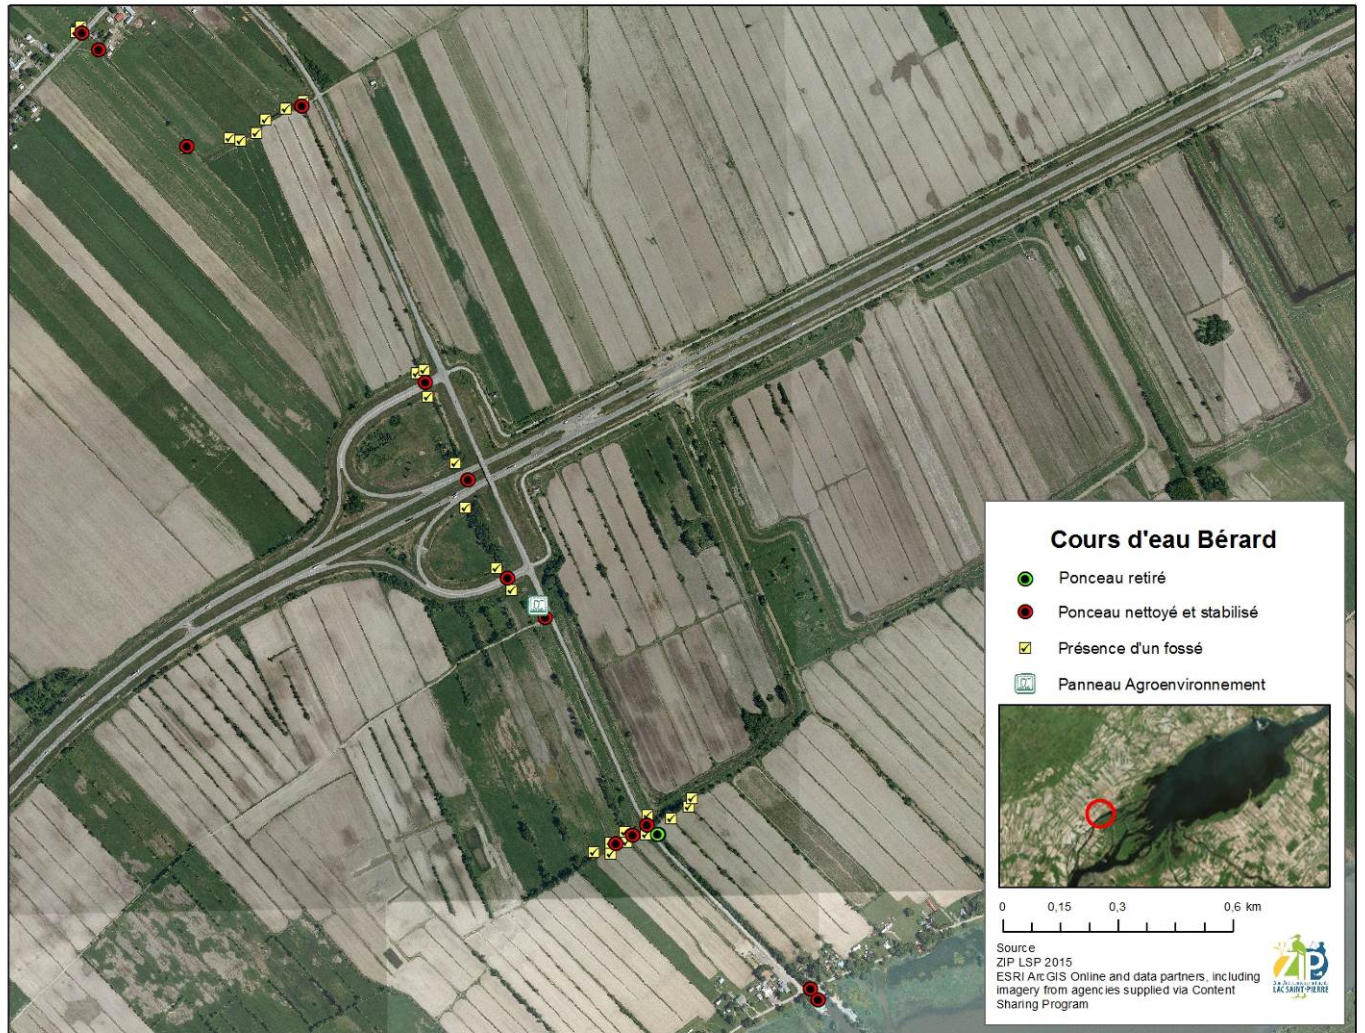 Cours d'eau Bérard
Ponceau retiré
Ponceau nettoyé et stabilisé
Présence d'un fossé
Panneau Agroenvironnement
0 0,15 0,3 0,6 km
Source
ZIP LSP 2015
ESRI ArcGIS Online and data partners, including
imagery from agencies supplied via Content
Sharing Program
ZIP
LAC SAINT-PIERRE